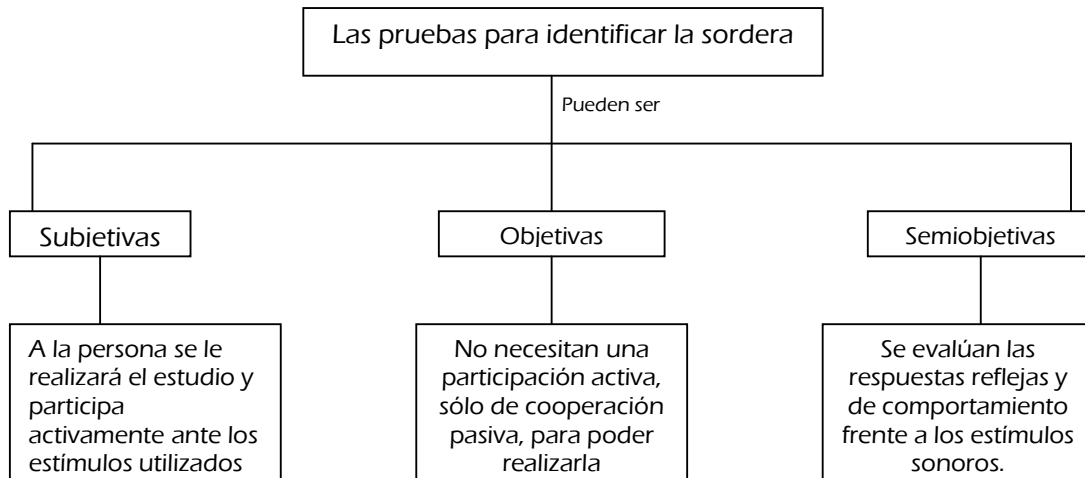 Las pruebas para identificar la sordera
Pueden ser
Subjetivas
Objetivas
Semiobjetivas
A la persona se le
realizará el estudio y
participa
activamente ante los
estímulos utilizados
No necesitan una
participación activa,
sólo de cooperación
pasiva, para poder
realizarla
Se evalúan las
respuestas reflejas y
de comportamiento
frente a los estímulos
sonoros.